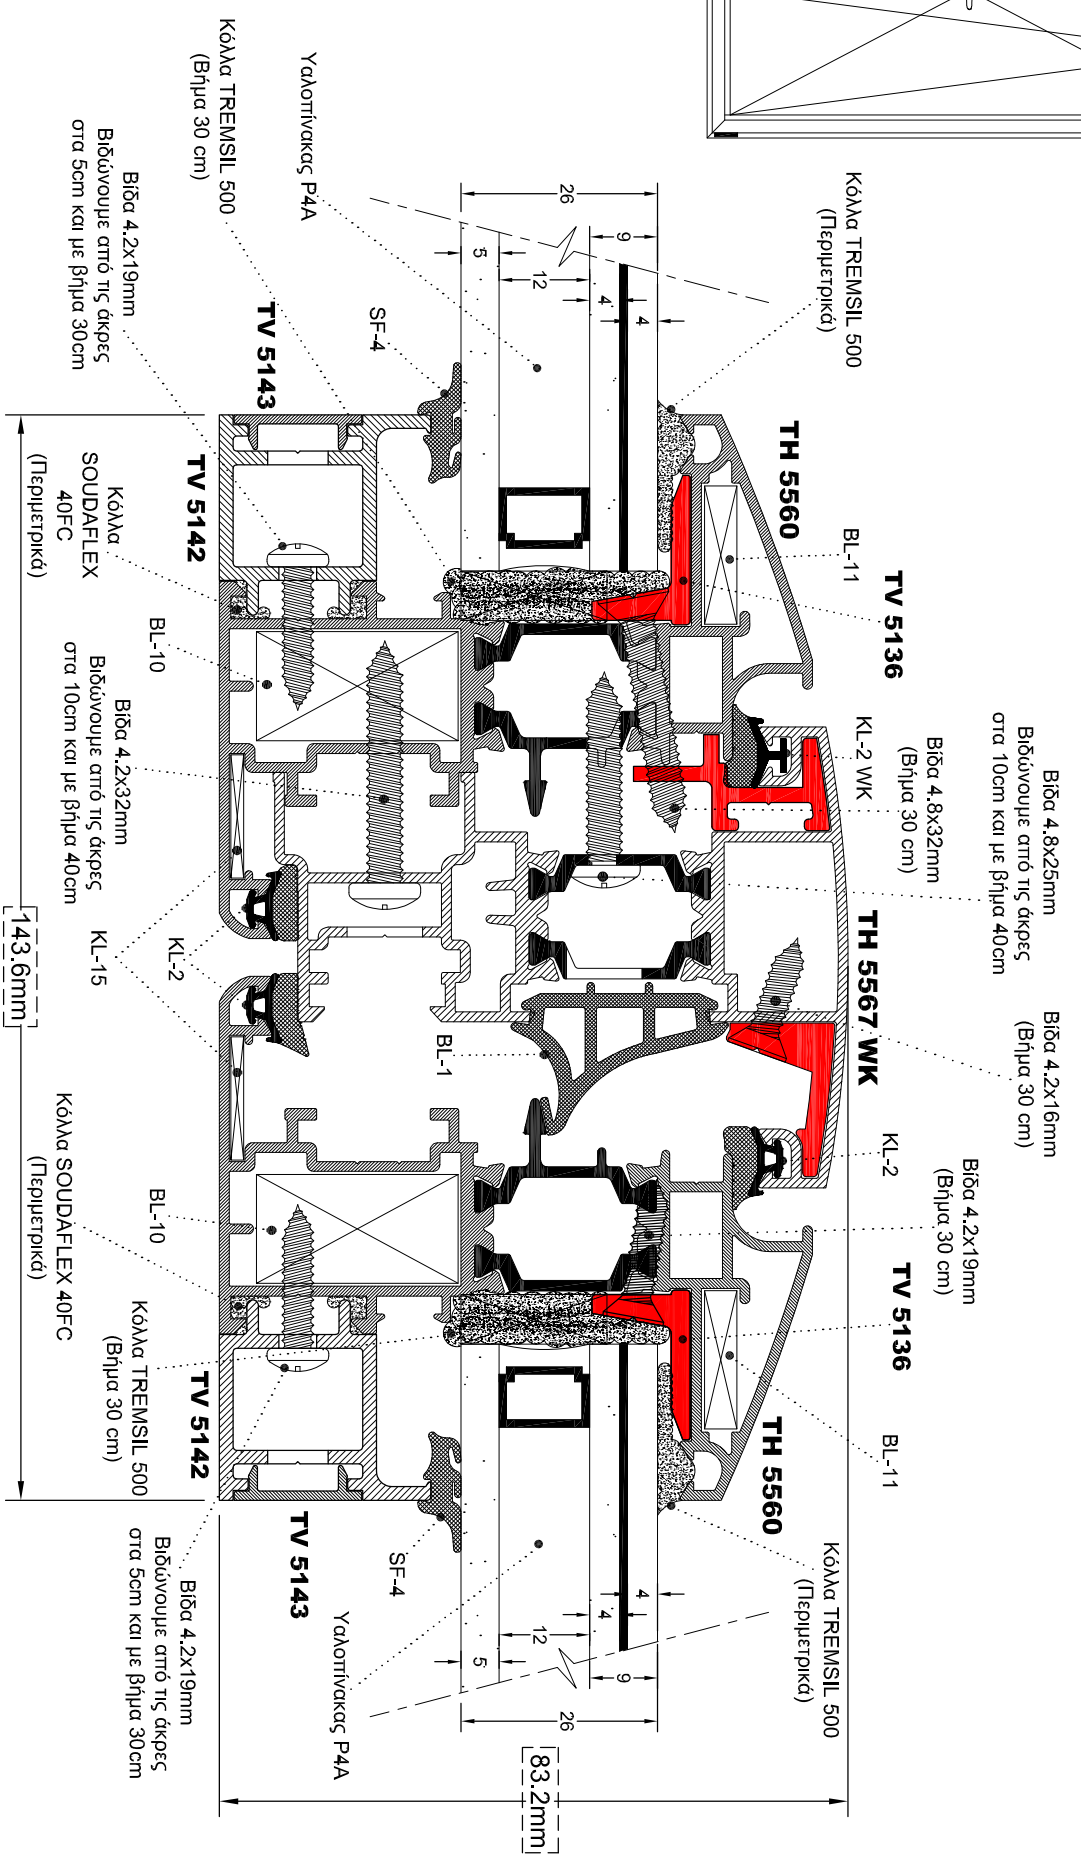 Βίδα 4.8x25mm
Βιδώνουμε από τις άκρες
στα 10cm και με βήμα 40cm
Βίδα 4.2x16mm
(Βήμα 30 cm)
Βίδα 4.8x32mm
(Βήμα 30 cm)
Βίδα 4.2x19mm
(Βήμα 30 cm)
Κόλλα TREMSIL 500
(Περιμετρικά)
TH 5560
BL-11
TV 5136
KL-2 WK
TH 5567 WK
KL-2
TV 5136
BL-11
TH 5560
Κόλλα TREMSIL 500
(Περιμετρικά)
26
9
5
12
4
4
26
9
5
12
4
4
83.2mm
Υαλοπίνακας P4A
Κόλλα TREMSIL 500
(Βήμα 30 cm)
SF-4
TV 5143
Βίδα 4.2x19mm
Βιδώνουμε από τις άκρες
στα 5cm και με βήμα 30cm
TV 5142
Κόλλα
SOUDAFLEX
40FC
(Περιμετρικά)
BL-10
Βίδα 4.2x32mm
Βιδώνουμε από τις άκρες
στα 10cm και με βήμα 40cm
KL-15
KL-2
BL-1
BL-10
Κόλλα SOUDAFLEX 40FC
(Περιμετρικά)
Κόλλα TREMSIL 500
(Βήμα 30 cm)
TV 5142
TV 5143
SF-4
Υαλοπίνακας P4A
Βίδα 4.2x19mm
Βιδώνουμε από τις άκρες
στα 5cm και με βήμα 30cm
143.6mm